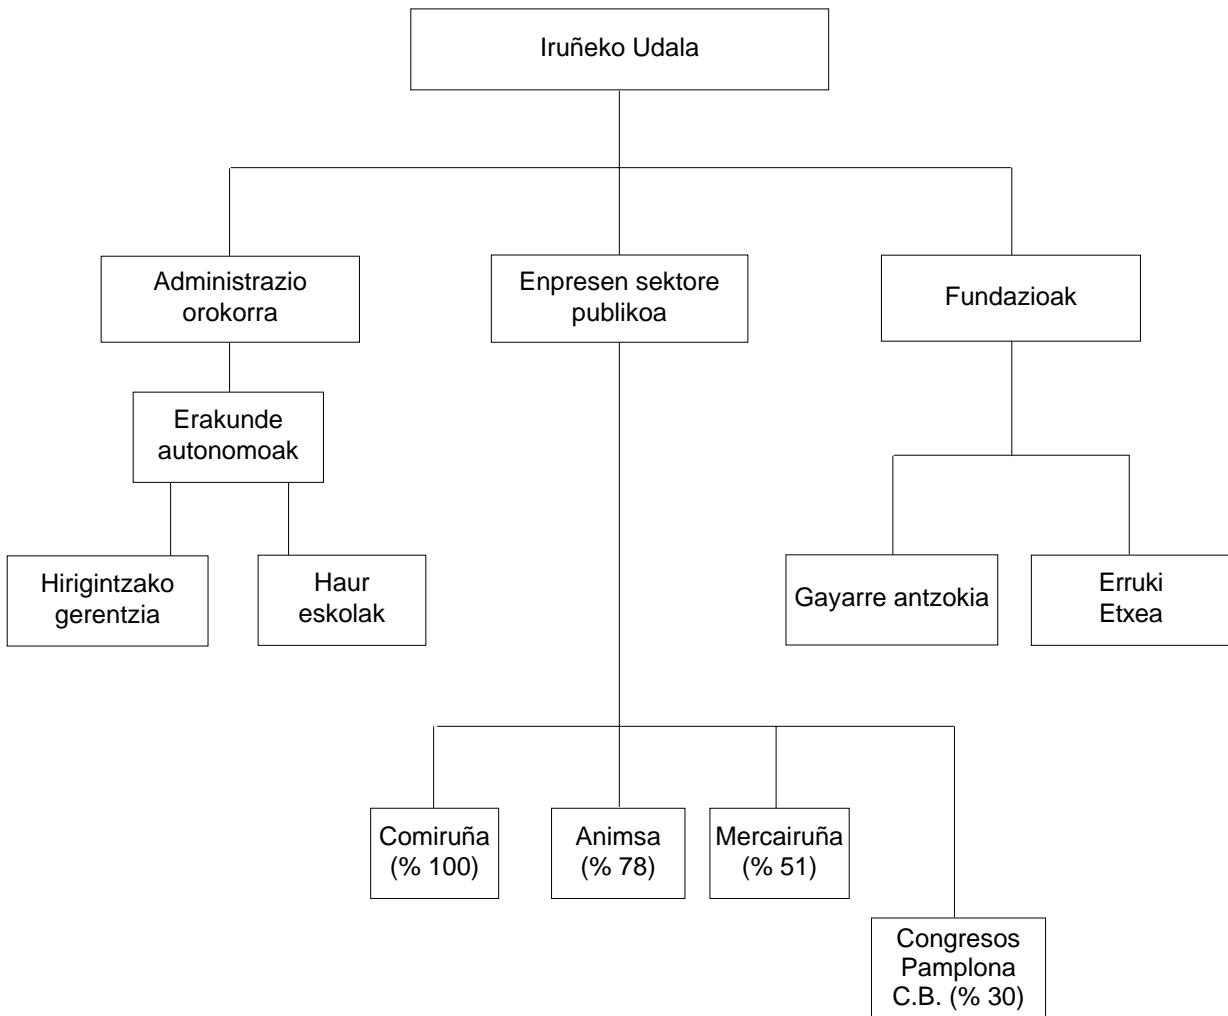 Iruñeko Udala
Administrazio
orokorra
Enpresen sektore
publikoa
Fundazioak
Erakunde
autonomoak
Hirigintzako
gerentzia
Haur
eskolak
Gayarre antzokia
Erruki
Etxea
Comiruña
(% 100)
Animsa
(% 78)
Mercairuña
(% 51)
Congresos
Pamplona
C.B. (% 30)